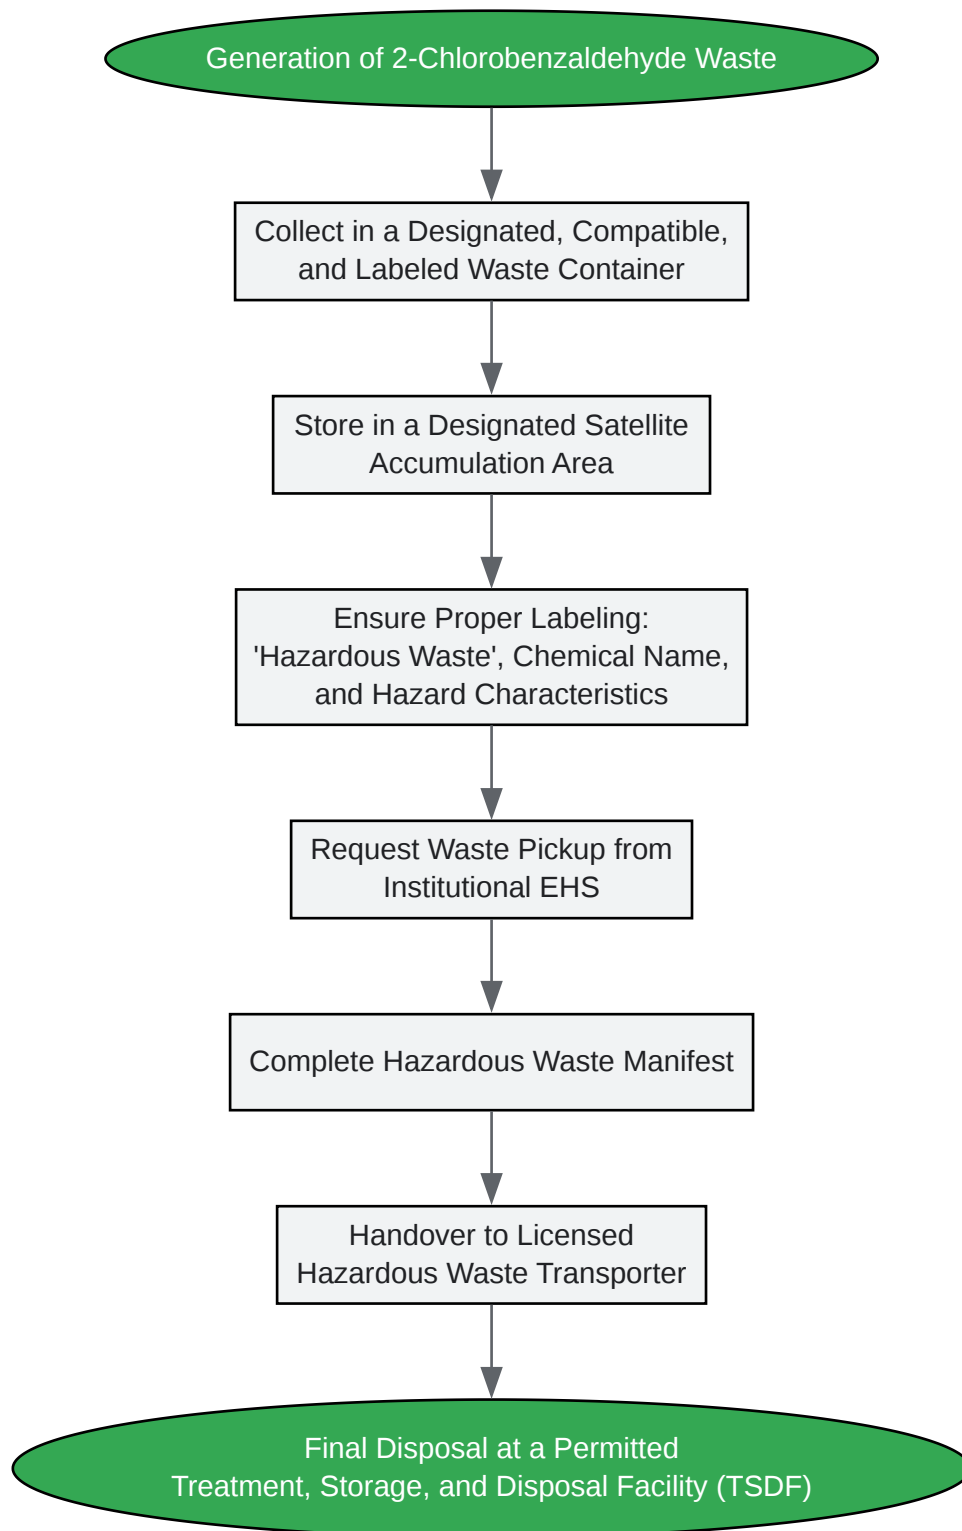 Generation of 2-Chlorobenzaldehyde Waste
Collect in a Designated, Compatible,
and Labeled Waste Container
Store in a Designated Satellite
Accumulation Area
Ensure Proper Labeling:
'Hazardous Waste', Chemical Name,
and Hazard Characteristics
Request Waste Pickup from
Institutional EHS
Complete Hazardous Waste Manifest
Handover to Licensed
Hazardous Waste Transporter
Final Disposal at a Permitted
Treatment, Storage, and Disposal Facility (TSDF)